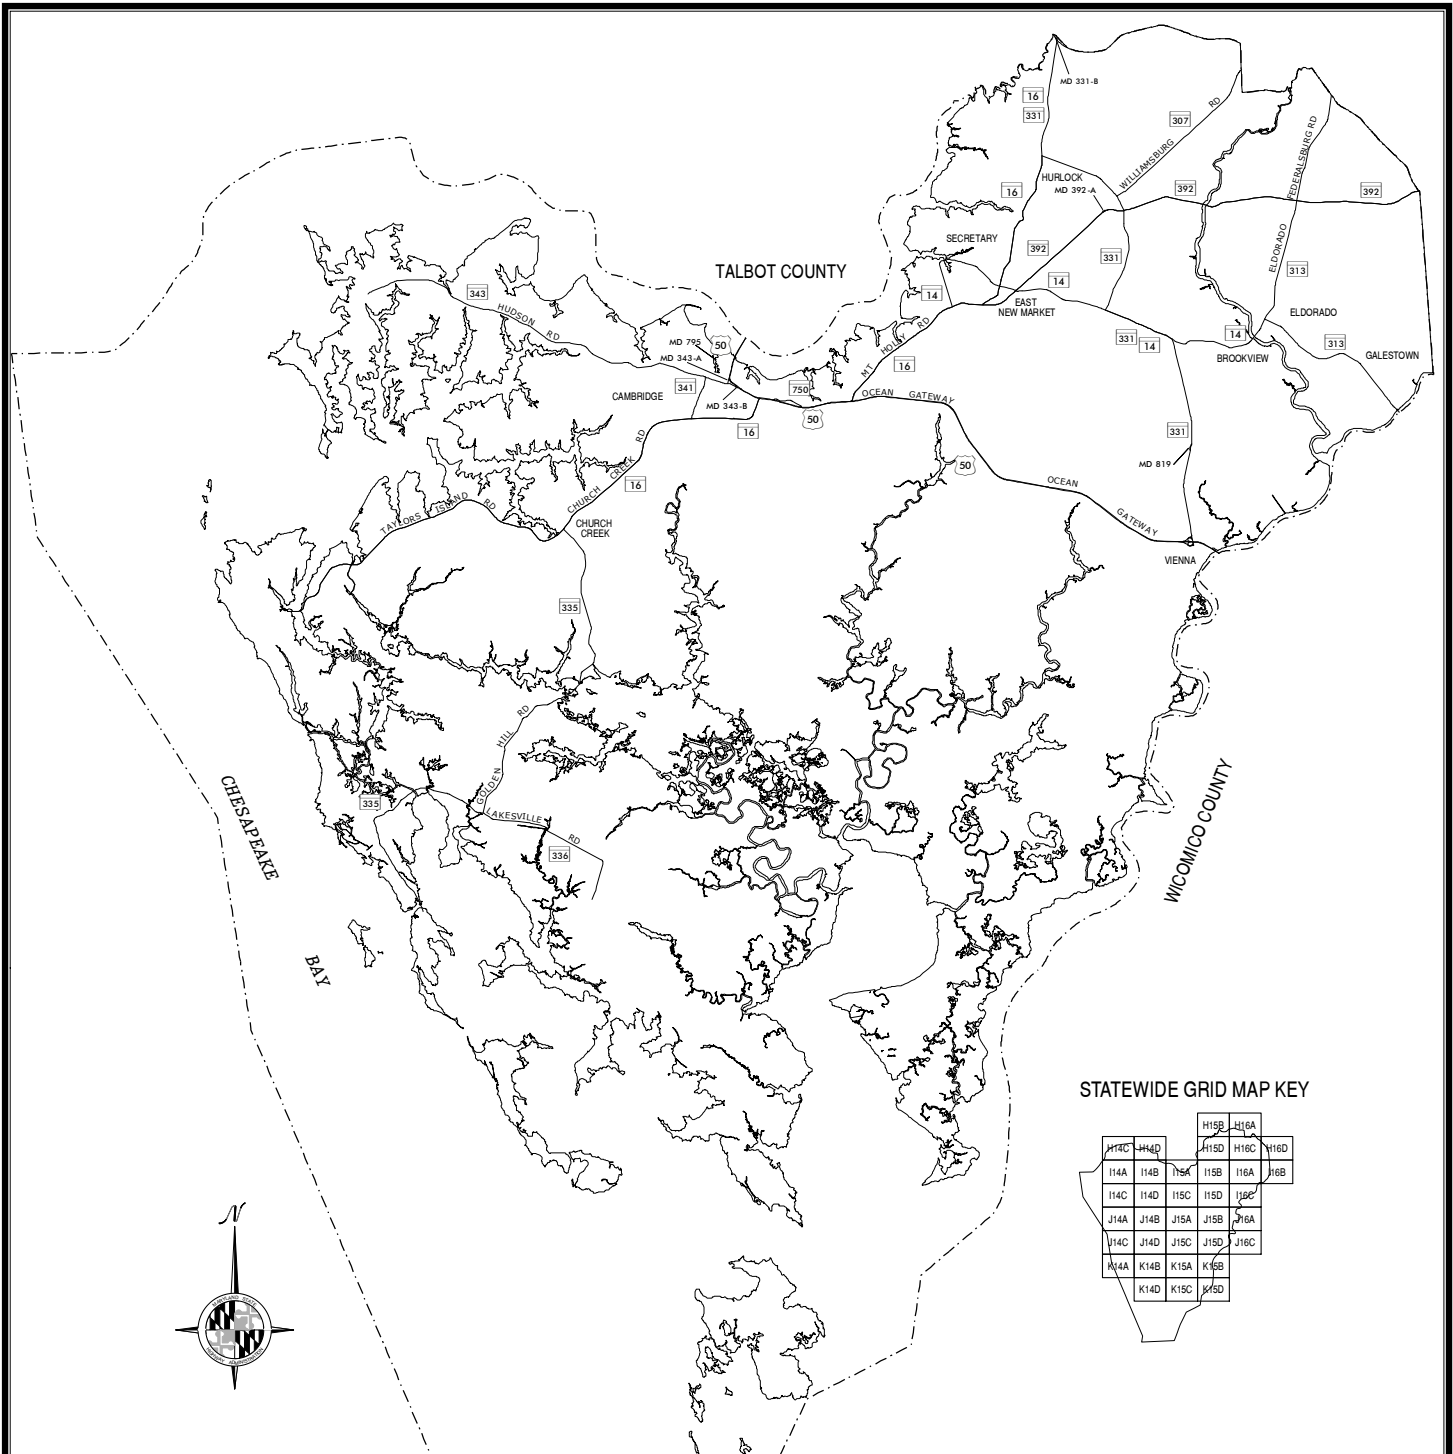 MD 331-B
16
331
307
WILLIAMSBURG RD
FEDERALSBURG RD
HURLOCK
MD 392-A
16
392
392
SECRETARY
392
331
ELDORADO
TALBOT COUNTY
313
14
14
343
HUDSON RD
EAST
NEW MARKET
ELDORADO
MT HOLLY RD
331
14
14
313
BROOKVIEW
GALESTOWN
MD 795
50
MD 343-A
16
341
750
CAMBRIDGE
OCEAN GATEWAY
MD 343-B
50
16
331
CHURCH CREEK RD
MD 819
50
16
OCEAN GATEWAY
TAYLORS ISLAND RD
CHURCH
CREEK
VIENNA
335
GOLDEN HILL RD
335
LAKESVILLE RD
336
CHESAPEAKE
BAY
WICOMICO COUNTY
STATEWIDE GRID MAP KEY
H15B H16A
H14C H14D H15D H16C H16D
I14A I14B I15A I15B I16A I16B
I14C I14D I15C I15D I16C
J14A J14B J15A J15B J16A
J14C J14D J15C J15D J16C
K14A K14B K15A K15B
K14D K15C K15D
N
MARYLAND STATE
HIGHWAY ADMINISTRATION